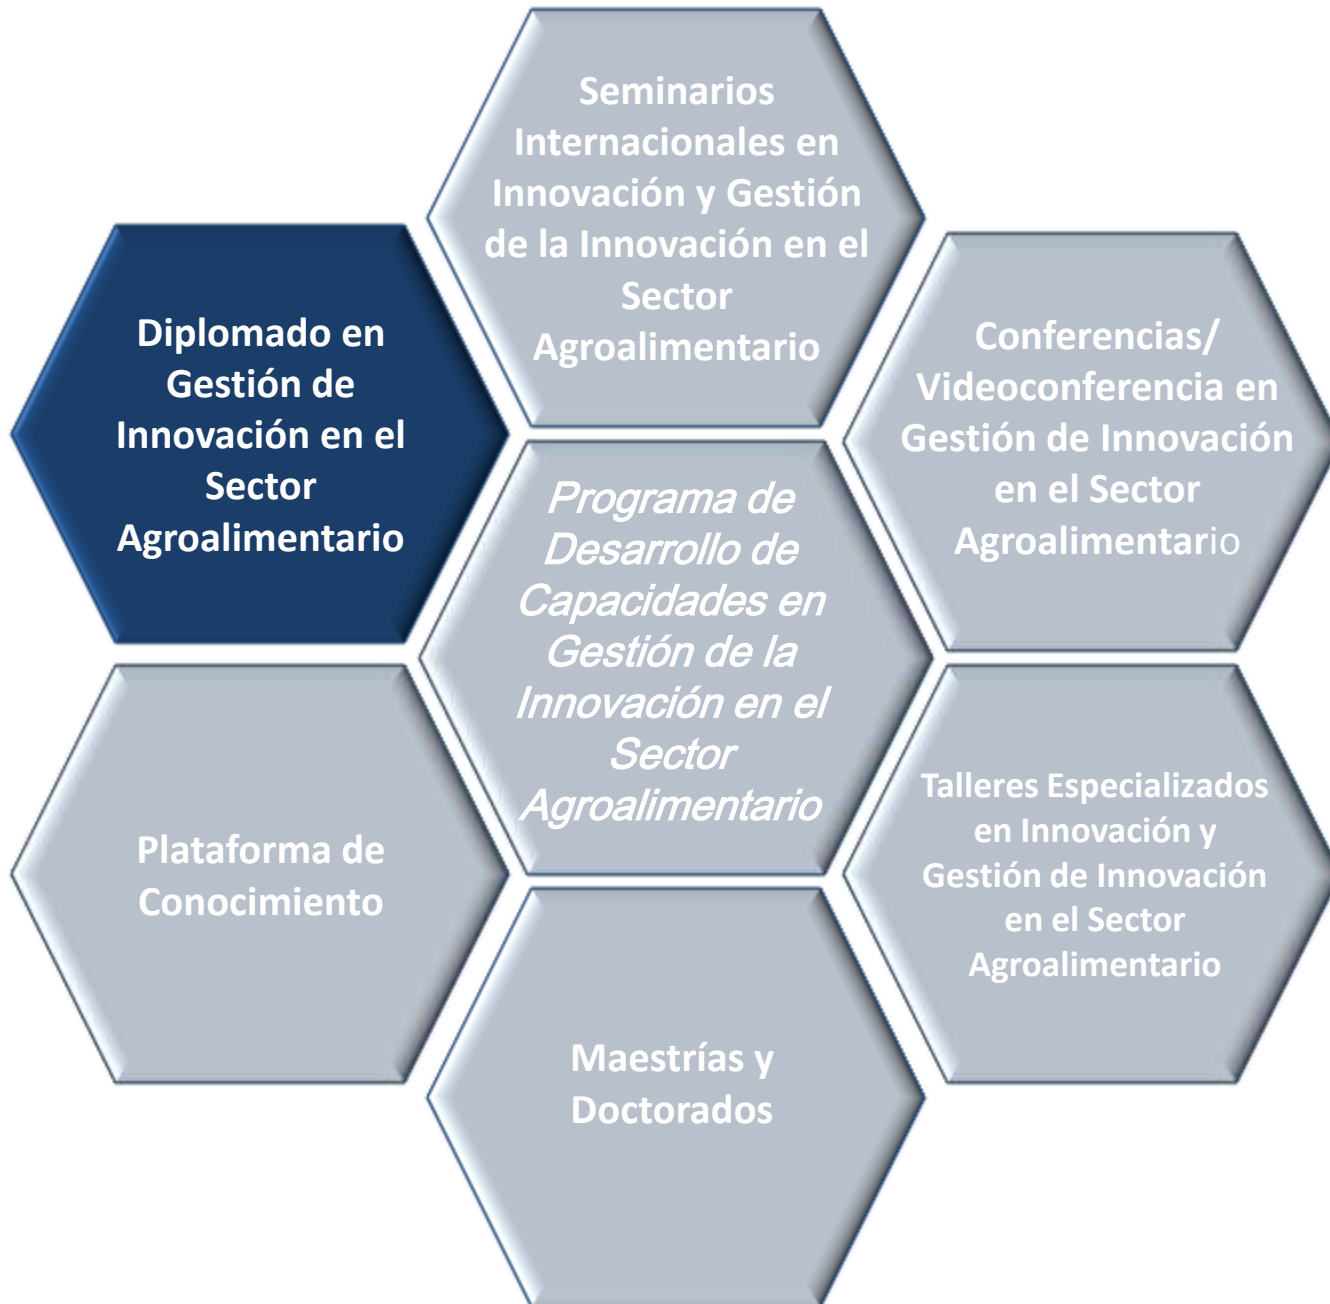 Seminarios
Internacionales en
Innovación y Gestión
de la Innovación en el
Sector
Agroalimentario
Diplomado en
Gestión de
Innovación en el
Sector
Agroalimentario
Conferencias/
Videoconferencia en
Gestión de Innovación
en el Sector
Agroalimentario
Programa de
Desarrollo de
Capacidades en
Gestión de la
Innovación en el
Sector
Agroalimentario
Plataforma de
Conocimiento
Talleres Especializados
en Innovación y
Gestión de Innovación
en el Sector
Agroalimentario
Maestrías y
Doctorados